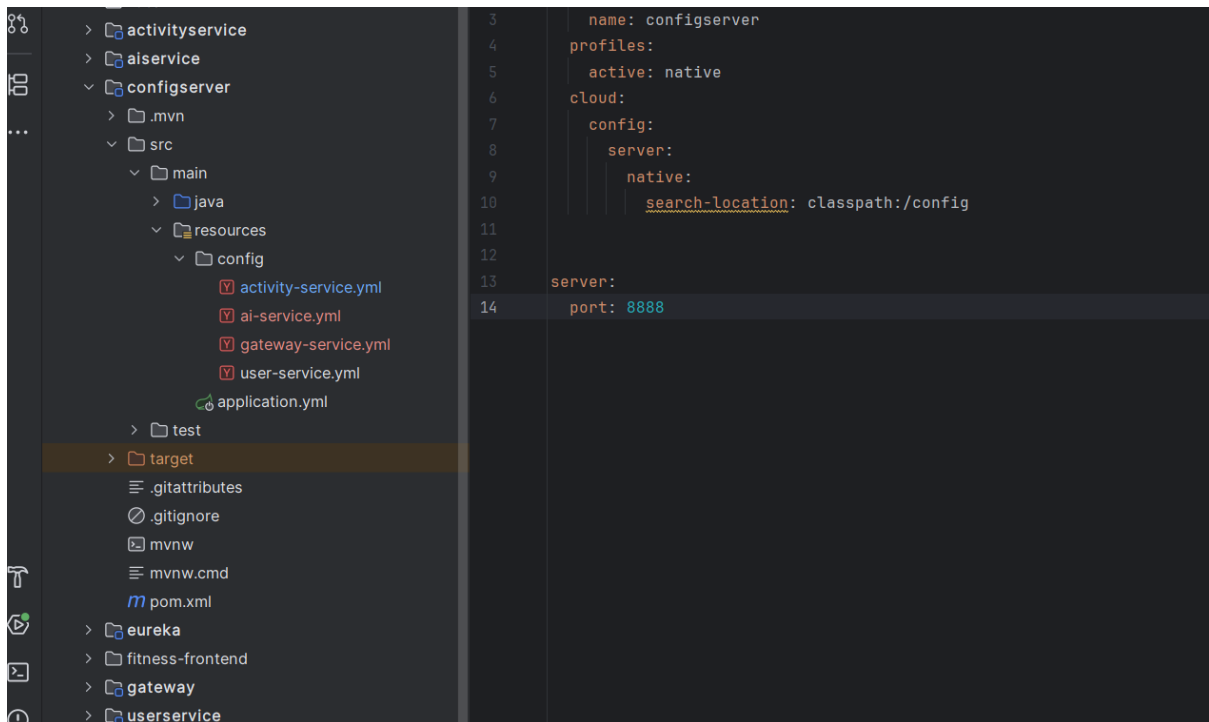 activityservice
aiservice
configserver
.mvn
src
main
java
resources
config
activity-service.yml
ai-service.yml
gateway-service.yml
user-service.yml
application.yml
test
target
.gitattributes
.gitignore
mvnw
mvnw.cmd
pom.xml
eureka
fitness-frontend
gateway
userservice
3 name: configserver
4 profiles:
5 active: native
6 cloud:
7 config:
8 server:
9 native:
10 search-location: classpath:/config
11
12
13 server:
14 port: 8888